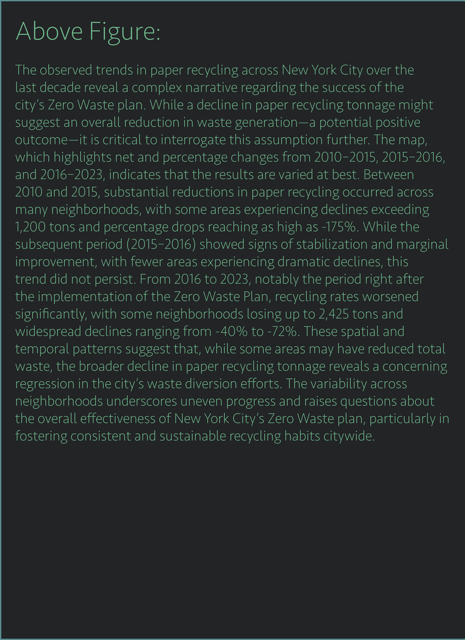 Above Figure:
The observed trends in paper recycling across New York City over the
last decade reveal a complex narrative regarding the success of the
city's Zero Waste plan. While a decline in paper recycling tonnage might
suggest an overall reduction in waste generation—a potential positive
outcome—it is critical to interrogate this assumption further. The map,
which highlights net and percentage changes from 2010–2015, 2015–2016,
and 2016–2023, indicates that the results are varied at best. Between
2010 and 2015, substantial reductions in paper recycling occurred across
many neighborhoods, with some areas experiencing declines exceeding
1,200 tons and percentage drops reaching as high as -175%. While the
subsequent period (2015–2016) showed signs of stabilization and marginal
improvement, with fewer areas experiencing dramatic declines, this
trend did not persist. From 2016 to 2023, notably the period right after
the implementation of the Zero Waste Plan, recycling rates worsened
significantly, with some neighborhoods losing up to 2,425 tons and
widespread declines ranging from -40% to -72%. These spatial and
temporal patterns suggest that, while some areas may have reduced total
waste, the broader decline in paper recycling tonnage reveals a concerning
regression in the city's waste diversion efforts. The variability across
neighborhoods underscores uneven progress and raises questions about
the overall effectiveness of New York City's Zero Waste plan, particularly in
fostering consistent and sustainable recycling habits citywide.